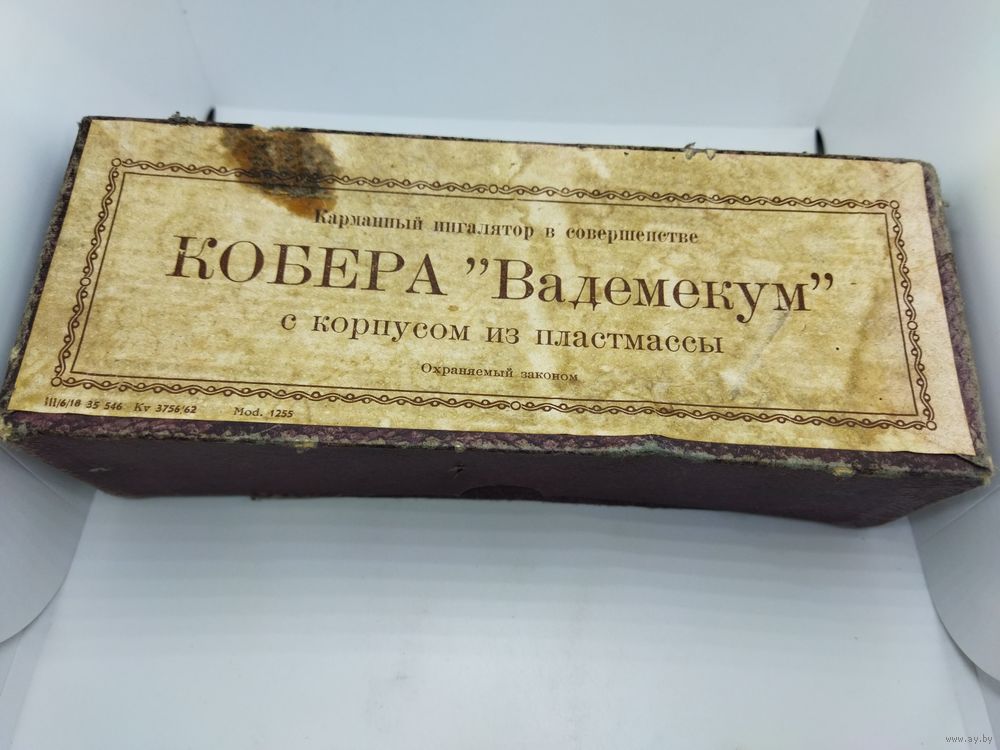 Карманный ингалятор в совершенстве
КОБЕРА "Вадемекум"
с корпусом из пластмассы
Охраняемый законом
III/6/18 35 546 Kv 3756/62 Mod. 1255
www.ay.by